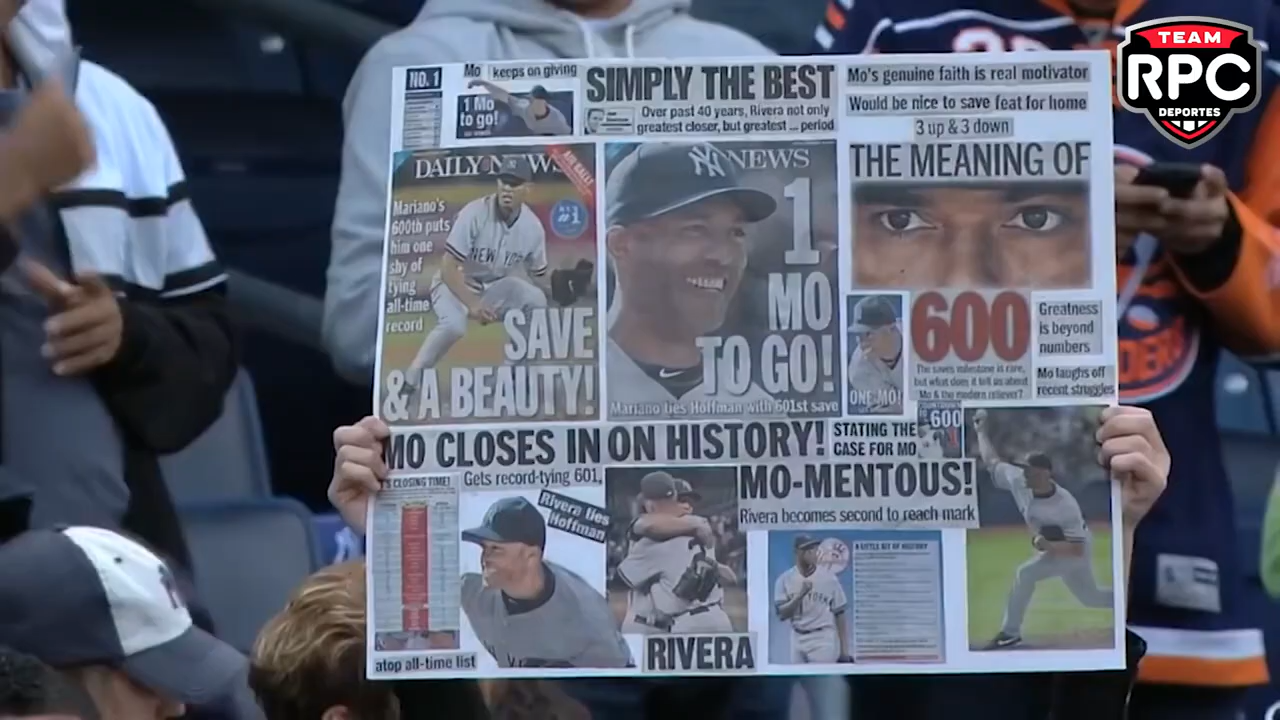 TEAM
RPC
DEPORTES
NO. 1
Mo keeps on giving
1 Mo
to go!
SIMPLY THE BEST
Over past 40 years, Rivera not only
greatest closer, but greatest ... period
Mo's genuine faith is real motivator
Would be nice to save feat for home
3 up & 3 down
THE MEANING OF
600
The saves milestone is rare,
but what does it tell us about
Mo & the modern reliever?
Greatness
is beyond
numbers
Mo laughs off
recent struggles
DAILY NEWS
Mariano's
600th puts
him one
shy of
tying
all-time
record
#1
NEW YORK
SAVE
& A BEAUTY!
NEWS
1
MO
TO GO!
Mariano ties Hoffman with 601st save
ONE MO!
COUNTDOWN
TO 600
MO CLOSES IN ON HISTORY!
STATING THE
CASE FOR MO
Gets record-tying 601,
MO-MENTOUS!
Rivera becomes second to reach mark
'S CLOSING TIME!
Rivera ties
Hoffman
A LITTLE BIT OF HISTORY
RIVERA
atop all-time list